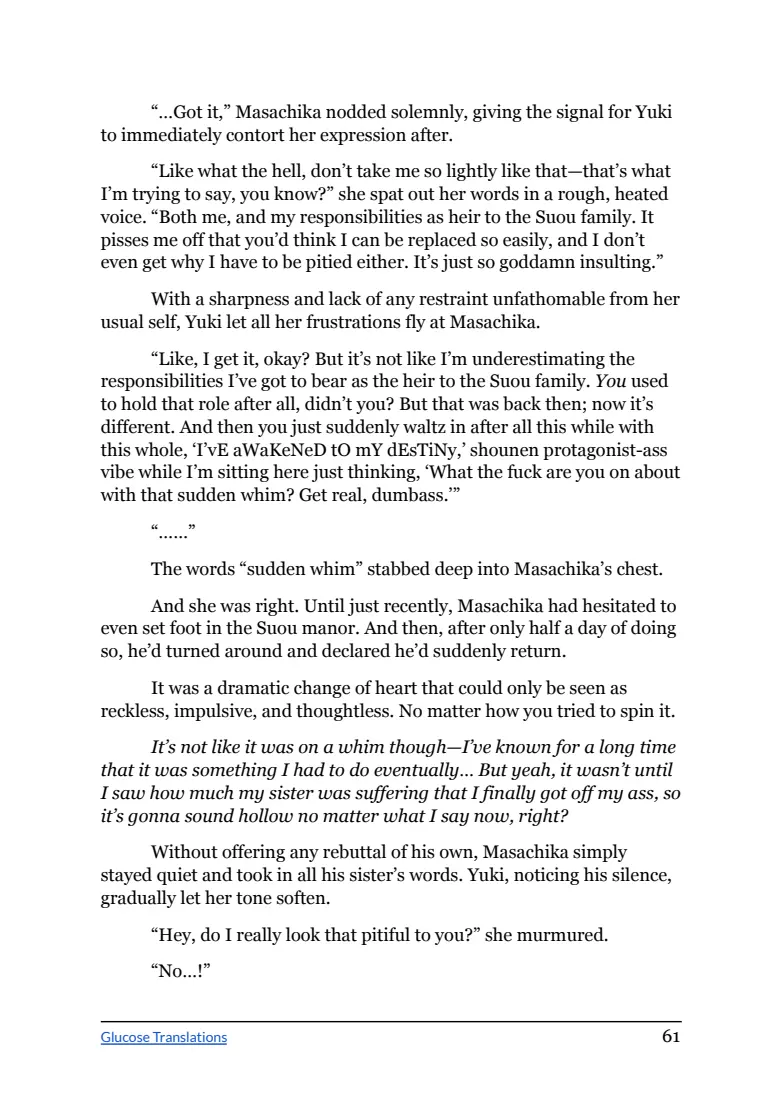 “…Got it,” Masachika nodded solemnly, giving the signal for Yuki
to immediately contort her expression after.
“Like what the hell, don’t take me so lightly like that—that’s what
I’m trying to say, you know?” she spat out her words in a rough, heated
voice. “Both me, and my responsibilities as heir to the Suou family. It
pisses me off that you’d think I can be replaced so easily, and I don’t
even get why I have to be pitied either. It’s just so goddamn insulting.”
With a sharpness and lack of any restraint unfathomable from her
usual self, Yuki let all her frustrations fly at Masachika.
“Like, I get it, okay? But it’s not like I’m underestimating the
responsibilities I’ve got to bear as the heir to the Suou family. You used
to hold that role after all, didn’t you? But that was back then; now it’s
different. And then you just suddenly waltz in after all this while with
this whole, ‘I’vE aWaKeNeD tO mY dEsTiNy,’ shounen protagonist-ass
vibe while I’m sitting here just thinking, ‘What the fuck are you on about
with that sudden whim? Get real, dumbass.’”
“……”
The words “sudden whim” stabbed deep into Masachika’s chest.
And she was right. Until just recently, Masachika had hesitated to
even set foot in the Suou manor. And then, after only half a day of doing
so, he’d turned around and declared he’d suddenly return.
It was a dramatic change of heart that could only be seen as
reckless, impulsive, and thoughtless. No matter how you tried to spin it.
It’s not like it was on a whim though—I’ve known for a long time
that it was something I had to do eventually… But yeah, it wasn’t until
I saw how much my sister was suffering that I finally got off my ass, so
it’s gonna sound hollow no matter what I say now, right?
Without offering any rebuttal of his own, Masachika simply
stayed quiet and took in all his sister’s words. Yuki, noticing his silence,
gradually let her tone soften.
“Hey, do I really look that pitiful to you?” she murmured.
“No…!”
Glucose Translations 61